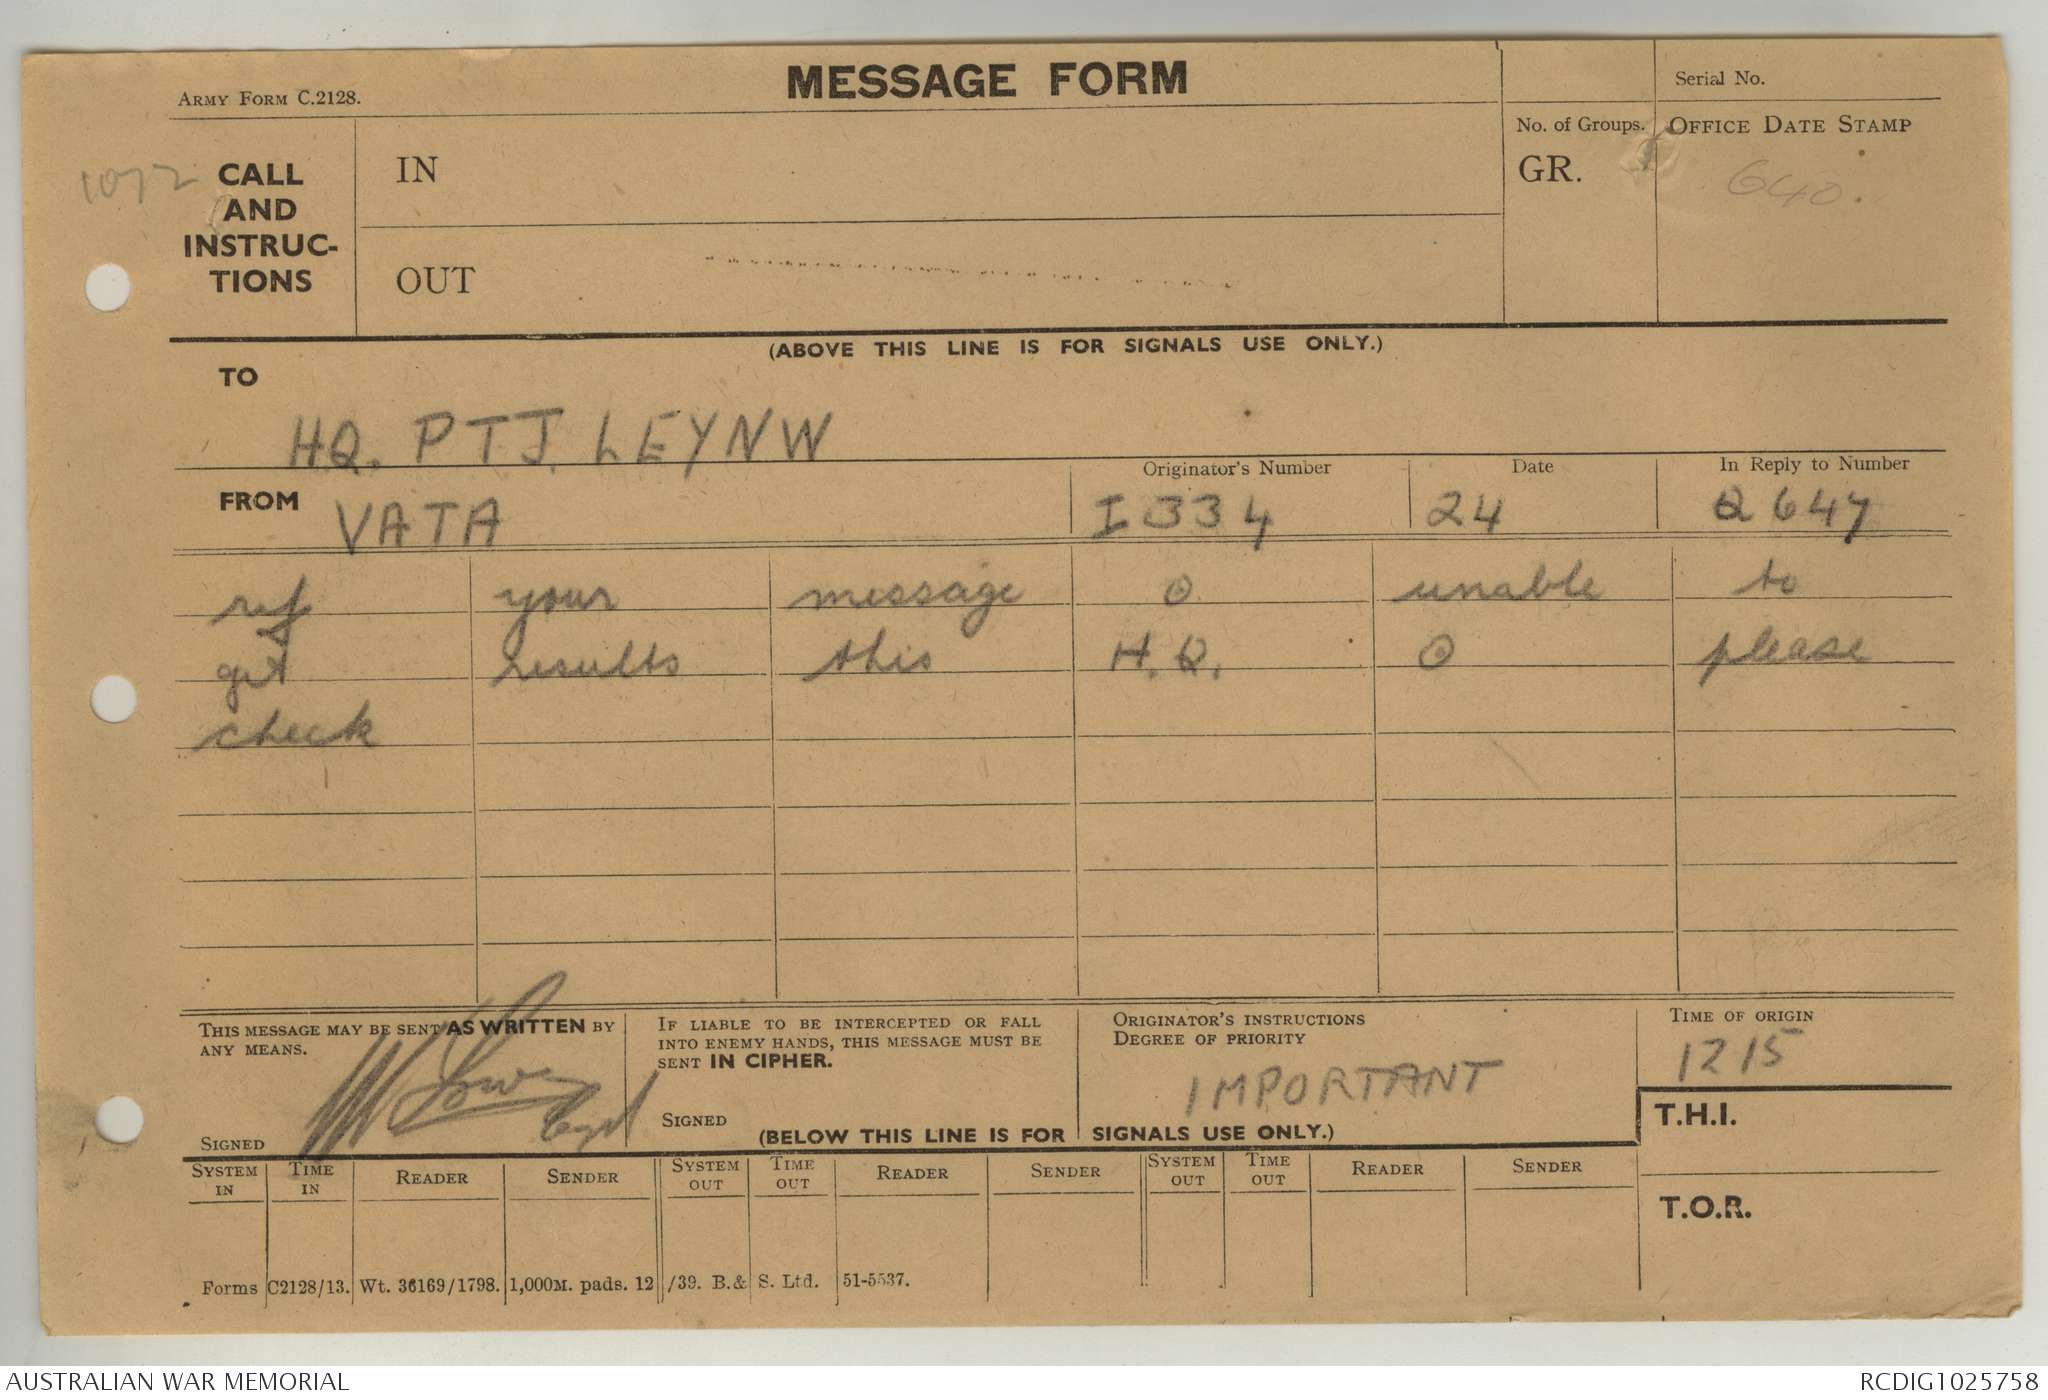 MESSAGE FORM
ARMY FORM C.2128.
Serial No.
1072
CALL AND INSTRUC-TIONS
IN
OUT
No. of Groups.
GR.
OFFICE DATE STAMP
640.
(ABOVE THIS LINE IS FOR SIGNALS USE ONLY.)
TO
HQ. PTJ LEYNW
FROM VATA
Originator's Number
I 334
Date
24
In Reply to Number
Q 647
ref your message O unable to
get results this H.Q. O please
check
THIS MESSAGE MAY BE SENT AS WRITTEN BY
ANY MEANS.
SIGNED
IF LIABLE TO BE INTERCEPTED OR FALL
INTO ENEMY HANDS, THIS MESSAGE MUST BE
SENT IN CIPHER.
SIGNED
ORIGINATOR'S INSTRUCTIONS
DEGREE OF PRIORITY
IMPORTANT
TIME OF ORIGIN
1215
T.H.I.
T.O.R.
(BELOW THIS LINE IS FOR SIGNALS USE ONLY.)
SYSTEM IN TIME IN READER SENDER SYSTEM OUT TIME OUT READER SENDER SYSTEM OUT TIME OUT READER SENDER
Forms C2128/13. Wt. 36169/1798. 1,000M. pads. 12/39. B.& S. Ltd. 51-5537.
AUSTRALIAN WAR MEMORIAL
RCDIG1025758